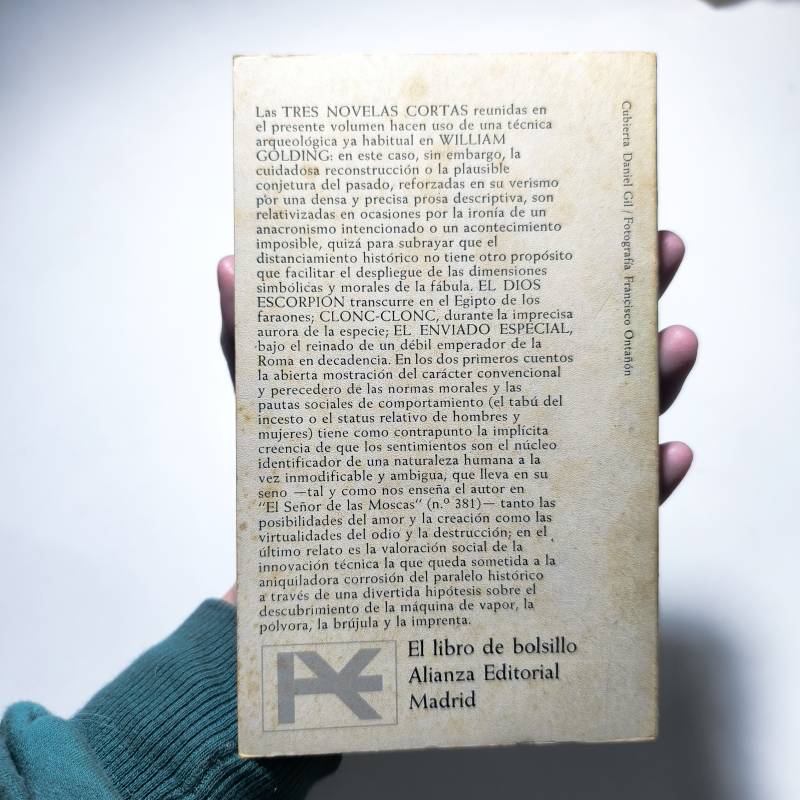 Las TRES NOVELAS CORTAS reunidas en
el presente volumen hacen uso de una técnica
arqueológica ya habitual en WILLIAM
GOLDING: en este caso, sin embargo, la
cuidadosa reconstrucción o la plausible
conjetura del pasado, reforzadas en su verismo
por una densa y precisa prosa descriptiva, son
relativizadas en ocasiones por la ironía de un
anacronismo intencionado o un acontecimiento
imposible, quizá para subrayar que el
distanciamiento histórico no tiene otro propósito
que facilitar el despliegue de las dimensiones
simbólicas y morales de la fábula. EL DIOS
ESCORPION transcurre en el Egipto de los
faraones; CLONC-CLONC, durante la imprecisa
aurora de la especie; EL ENVIADO ESPECIAL,
bajo el reinado de un débil emperador de la
Roma en decadencia. En los dos primeros cuentos
la abierta mostración del carácter convencional
y perecedero de las normas morales y las
pautas sociales de comportamiento (el tabú del
incesto o el status relativo de hombres y
mujeres) tiene como contrapunto la implícita
creencia de que los sentimientos son el núcleo
identificador de una naturaleza humana a la
vez inmodificable y ambigua, que lleva en su
seno —tal y como nos enseña el autor en
"El Señor de las Moscas" (n.º 381)— tanto las
posibilidades del amor y la creación como las
virtualidades del odio y la destrucción; en el
último relato es la valoración social de la
innovación técnica la que queda sometida a la
aniquiladora corrosión del paralelo histórico
a través de una divertida hipótesis sobre el
descubrimiento de la máquina de vapor, la
pólvora, la brújula y la imprenta.
El libro de bolsillo
Alianza Editorial
Madrid
Cubierta Daniel Gil / Fotografía Francisco Ontañón